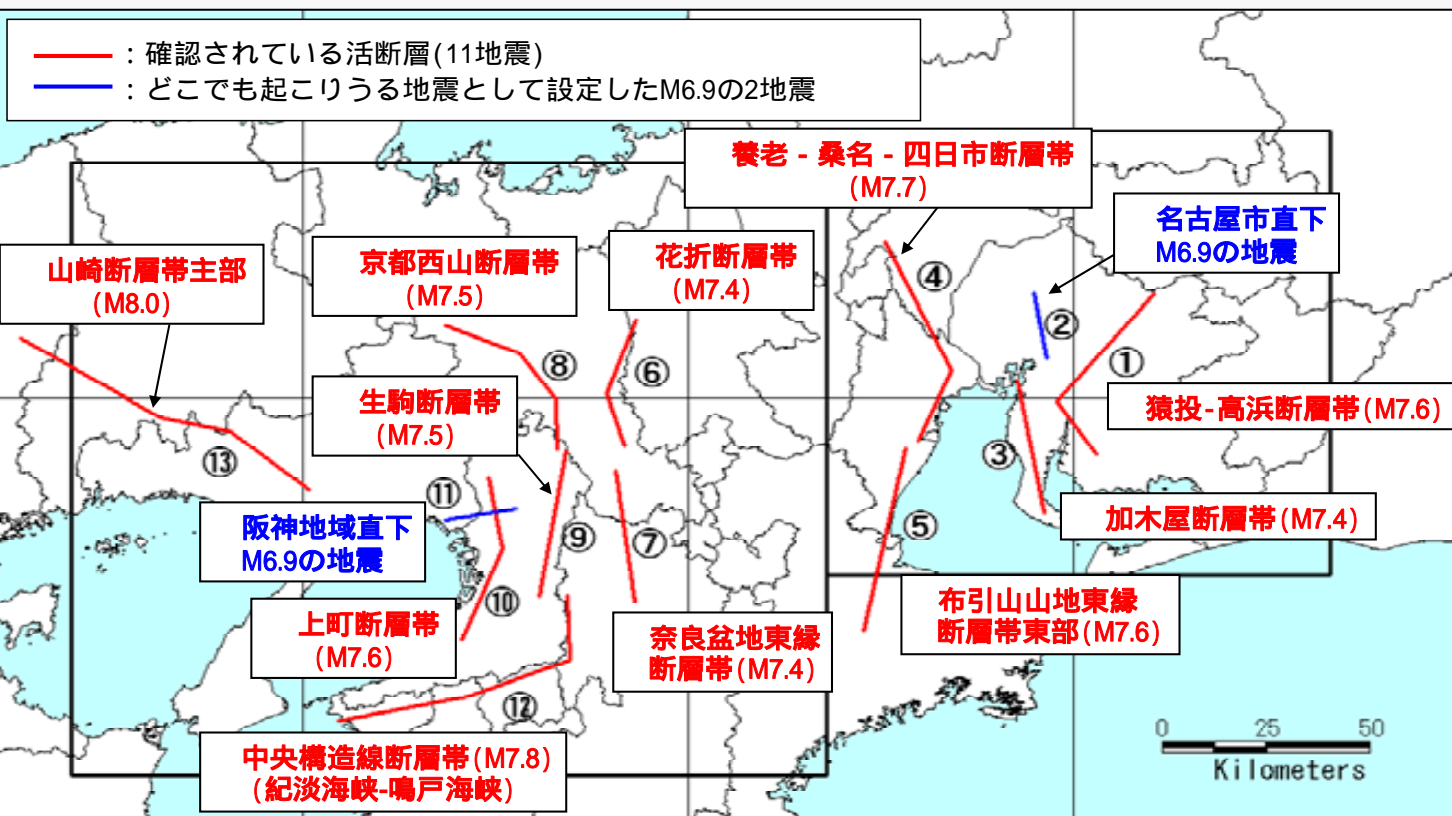 ：確認されている活断層(11地震)
：どこでも起こりうる地震として設定したM6.9の2地震
養老‐桑名‐四日市断層帯
(M7.7)
名古屋市直下
M6.9の地震
山崎断層帯主部
(M8.0)
京都西山断層帯
(M7.5)
花折断層帯
(M7.4)
④
②
①
⑧
⑥
生駒断層帯
(M7.5)
猿投-高浜断層帯(M7.6)
⑬
③
⑪
阪神地域直下
M6.9の地震
加木屋断層帯(M7.4)
⑨
⑦
⑤
⑩
上町断層帯
(M7.6)
奈良盆地東縁
断層帯(M7.4)
布引山山地東縁
断層帯東部(M7.6)
⑫
中央構造線断層帯(M7.8)
(紀淡海峡-鳴戸海峡)
0 25 50
Kilometers